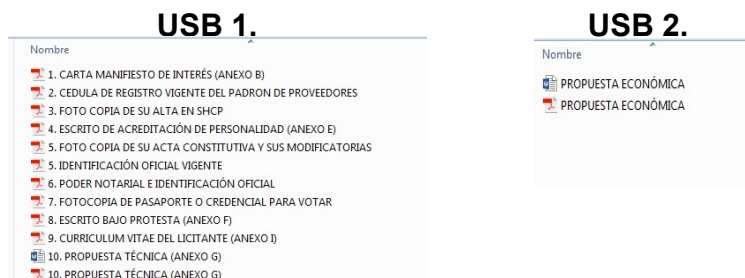 USB 1.
Nombre
1. CARTA MANIFIESTO DE INTERÉS (ANEXO B)
2. CEDULA DE REGISTRO VIGENTE DEL PADRON DE PROVEEDORES
3. FOTO COPIA DE SU ALTA EN SHCP
4. ESCRITO DE ACREDITACIÓN DE PERSONALIDAD (ANEXO E)
5. FOTO COPIA DE SU ACTA CONSTITUTIVA Y SUS MODIFICATORIAS
5. IDENTIFICACIÓN OFICIAL VIGENTE
6. PODER NOTARIAL E IDENTIFICACIÓN OFICIAL
7. FOTOCOPIA DE PASAPORTE O CREDENCIAL PARA VOTAR
8. ESCRITO BAJO PROTESTA (ANEXO F)
9. CURRICULUM VITAE DEL LICITANTE (ANEXO I)
10. PROPUESTA TÉCNICA (ANEXO G)
10. PROPUESTA TÉCNICA (ANEXO G)
USB 2.
Nombre
PROPUESTA ECONÓMICA
PROPUESTA ECONÓMICA